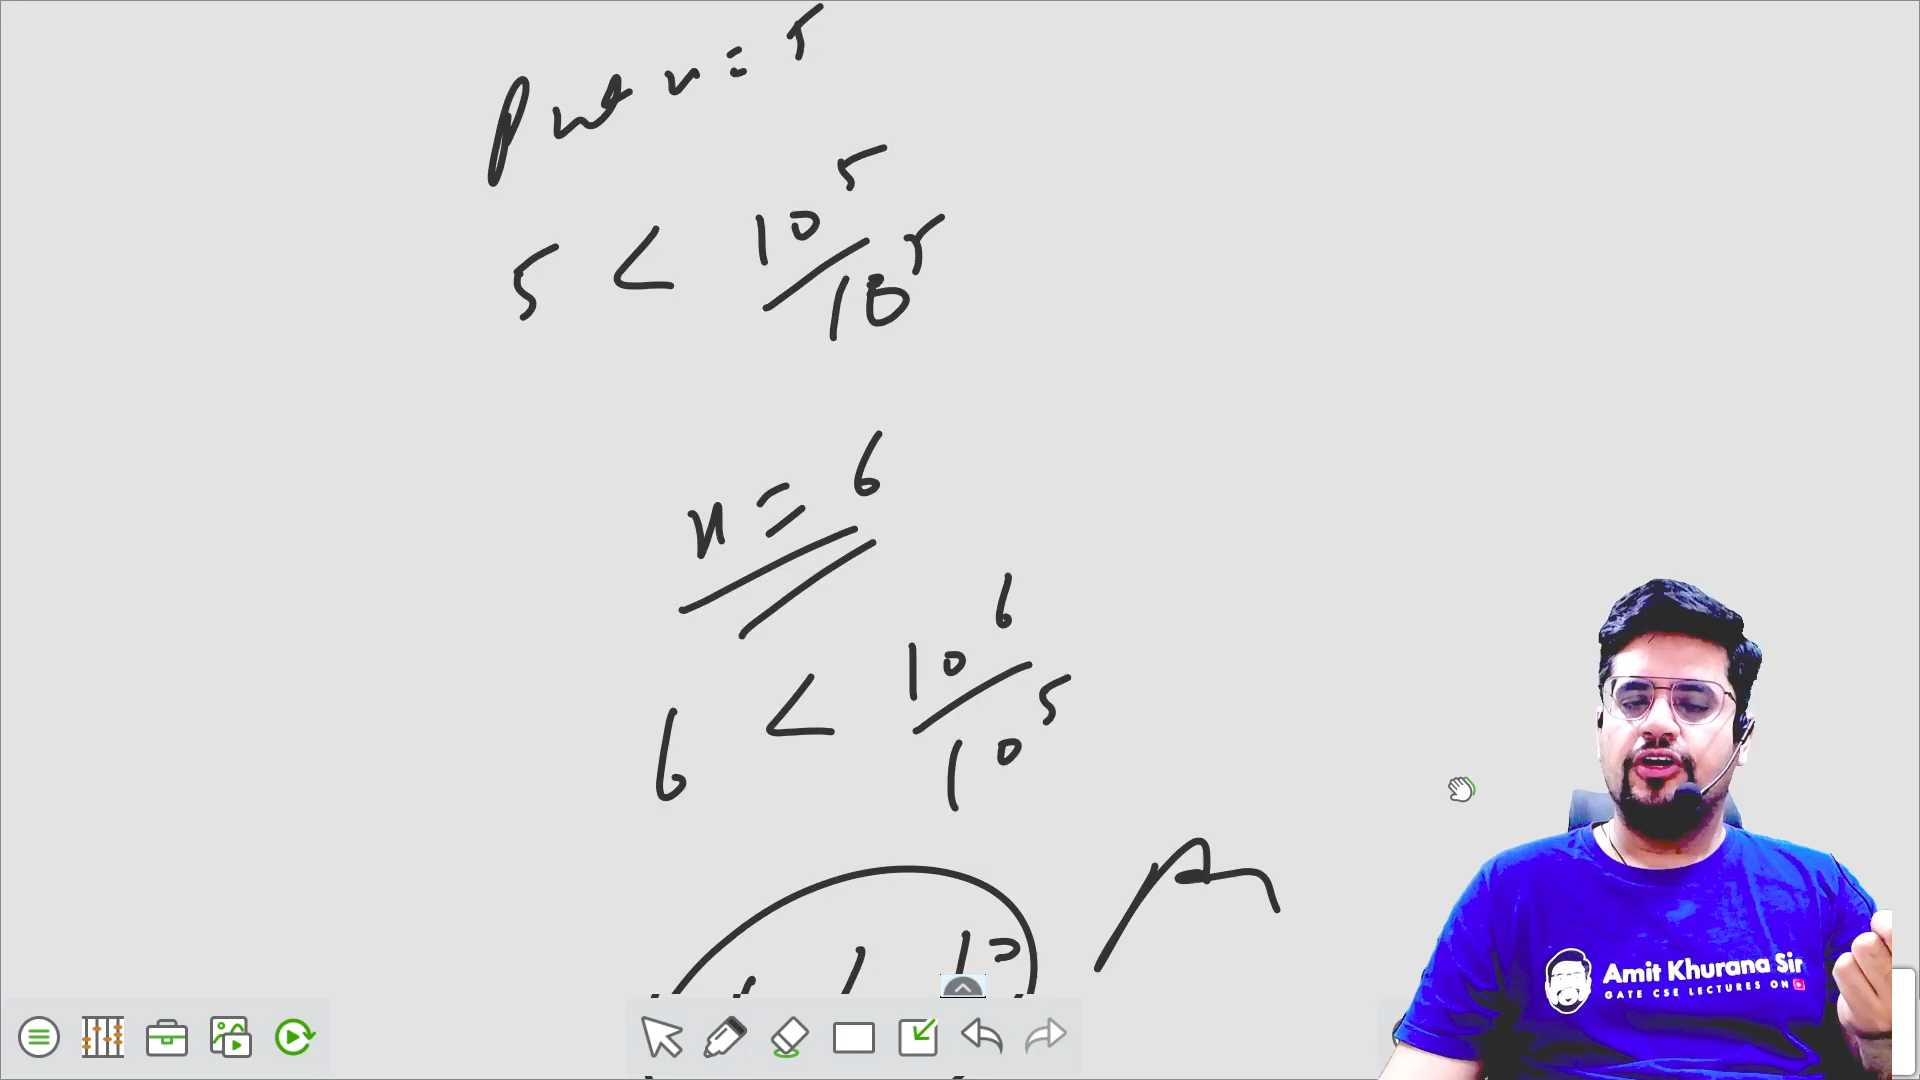 Put n = 5
5 < 10^5/10^5
n = 6
6 < 10^6/10^5
6 < 10
Amit Khurana Sir
GATE CSE LECTURES ON